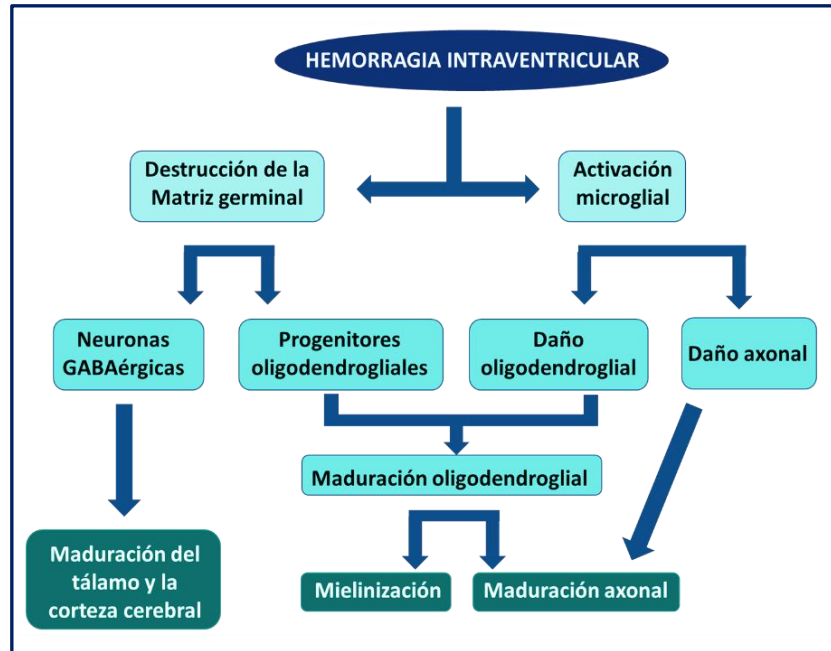 HEMORRAGIA INTRAVENTRICULAR
Destrucción de la
Matriz germinal
Activación
microglial
Neuronas
GABAérgicas
Progenitores
oligodendrogliales
Daño
oligodendroglial
Daño axonal
Maduración oligodendroglial
Maduración del
tálamo y la
corteza cerebral
Mielinización
Maduración axonal